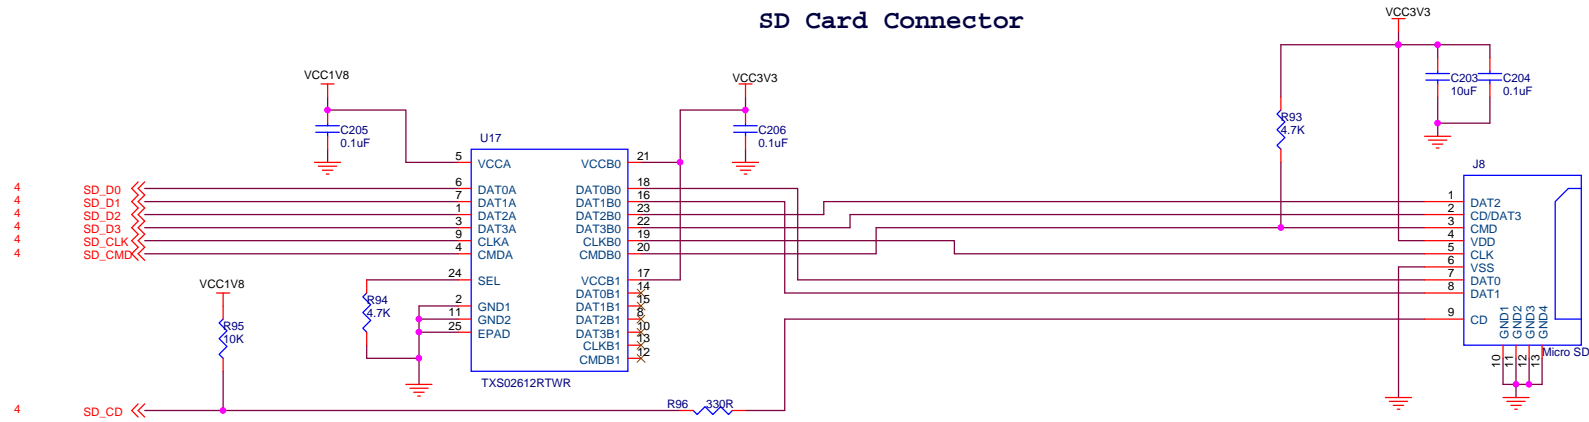 SD Card Connector
VCC3V3
VCC1V8
VCC3V3
C203
10uF
C204
0.1uF
C205
0.1uF
C206
0.1uF
R93
4.7K
U17
J8
5 VCCA VCCB0 21
4 SD_D0 6 DAT0A DAT0B0 18
4 SD_D1 7 DAT1A DAT1B0 16
4 SD_D2 1 DAT2A DAT2B0 23
4 SD_D3 3 DAT3A DAT3B0 22
4 SD_CLK 9 CLKA CLKB0 19
4 SD_CMD 4 CMDA CMDB0 20
24 SEL VCCB1 17
DAT0B1 14
2 GND1 DAT1B1 15
11 GND2 DAT2B1 8
25 EPAD DAT3B1 10
CLKB1 13
CMDB1 12
TXS02612RTWR
1 DAT2
2 CD/DAT3
3 CMD
4 VDD
5 CLK
6 VSS
7 DAT0
8 DAT1
9 CD
GND1
GND2
GND3
GND4
10
11
12
13
Micro SD
VCC1V8
R95
10K
R94
4.7K
4 SD_CD
R96 330R